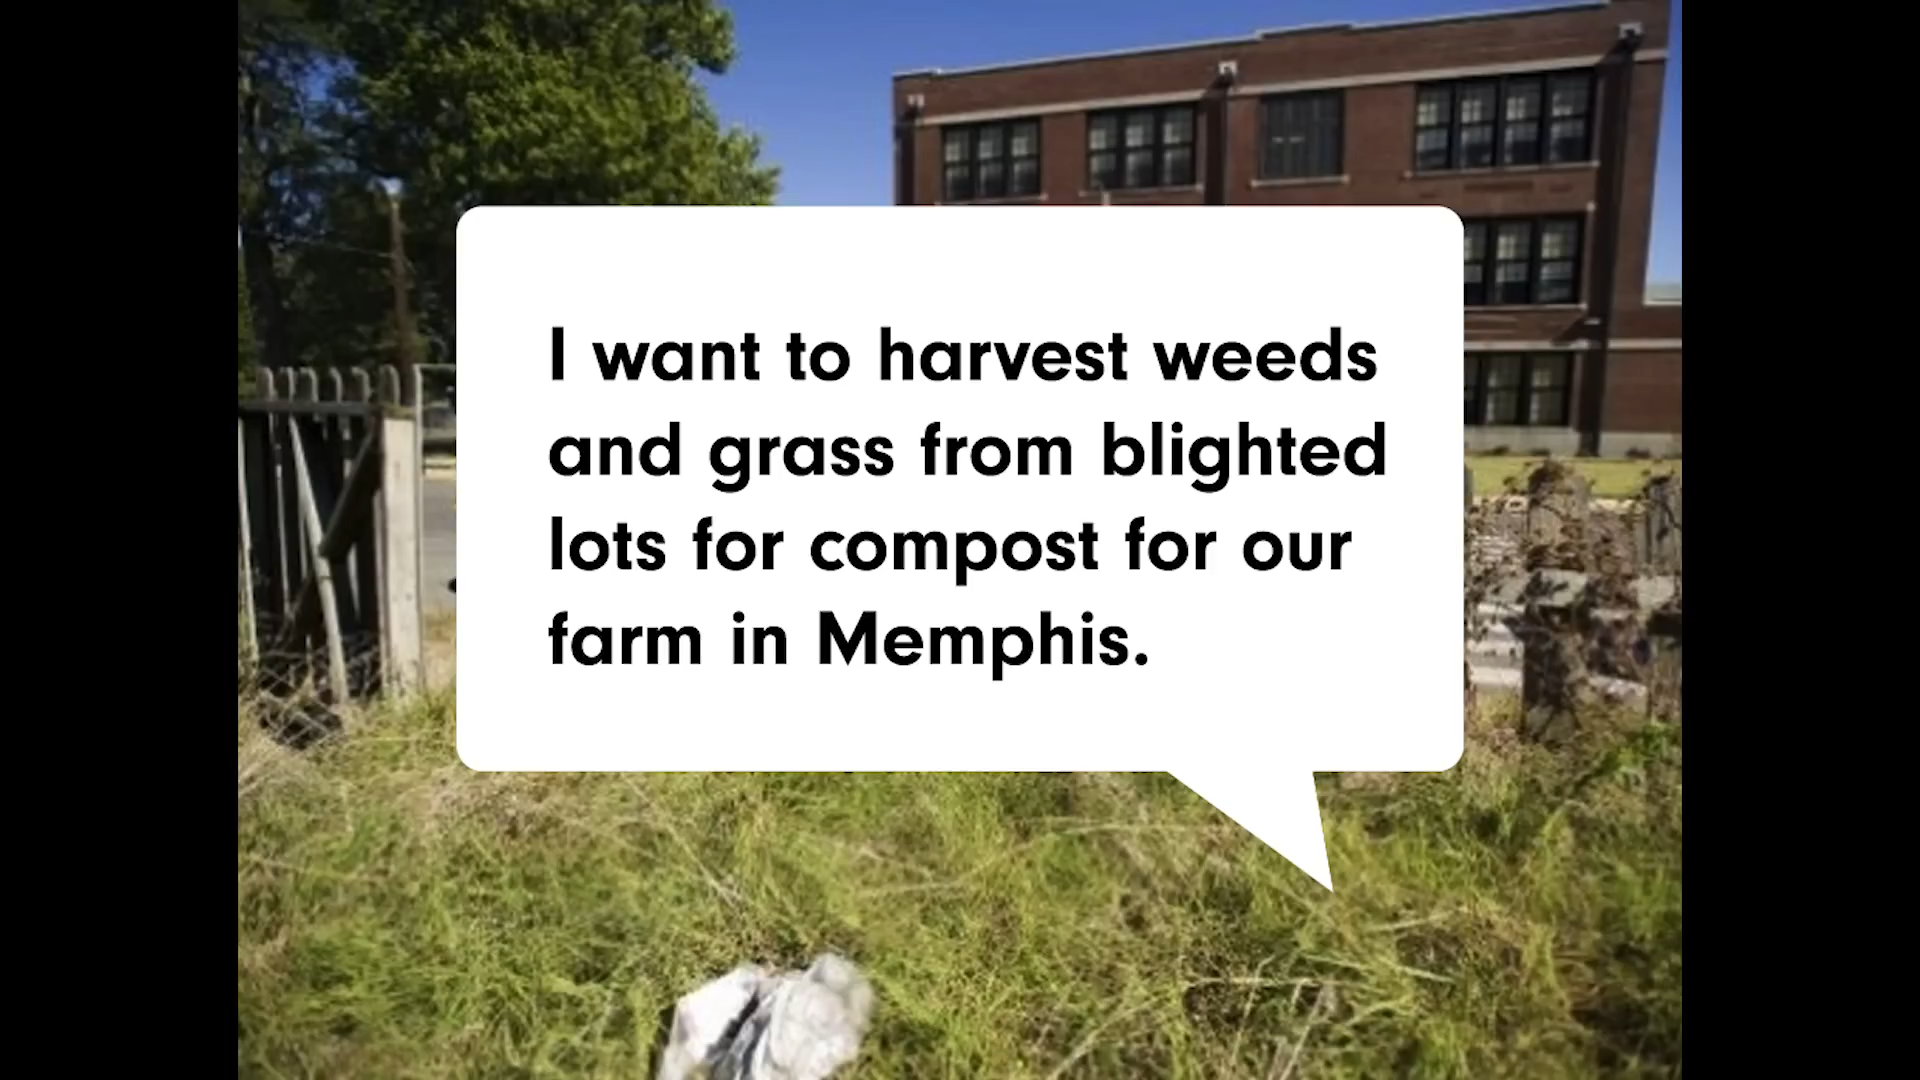 I want to harvest weeds
and grass from blighted
lots for compost for our
farm in Memphis.